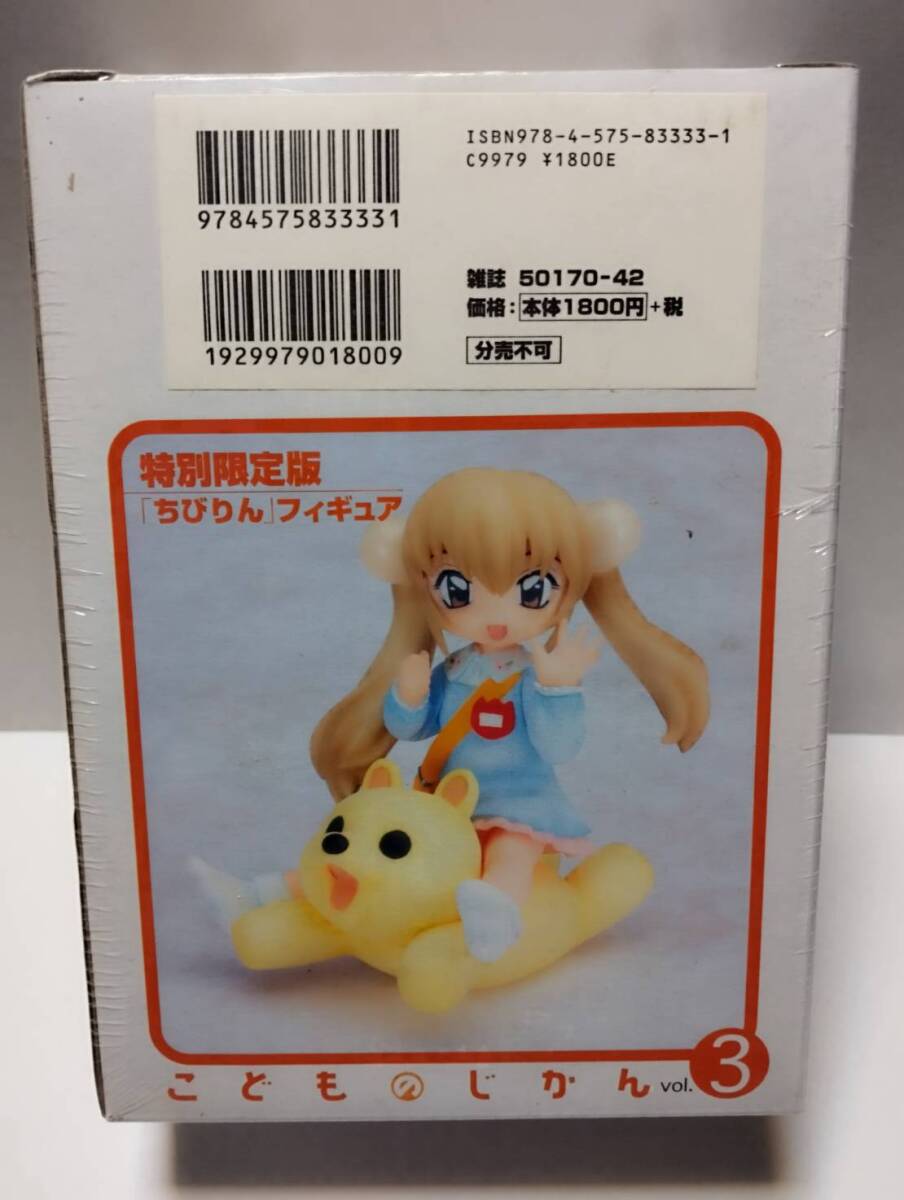 ISBN978-4-575-83333-1
C9979 ¥1800E
9784575833331
雑誌 50170-42
価格：本体1800円+税
1929979018009
分売不可
特別限定版
「ちびりん」フィギュア
こどものじかん vol. 3